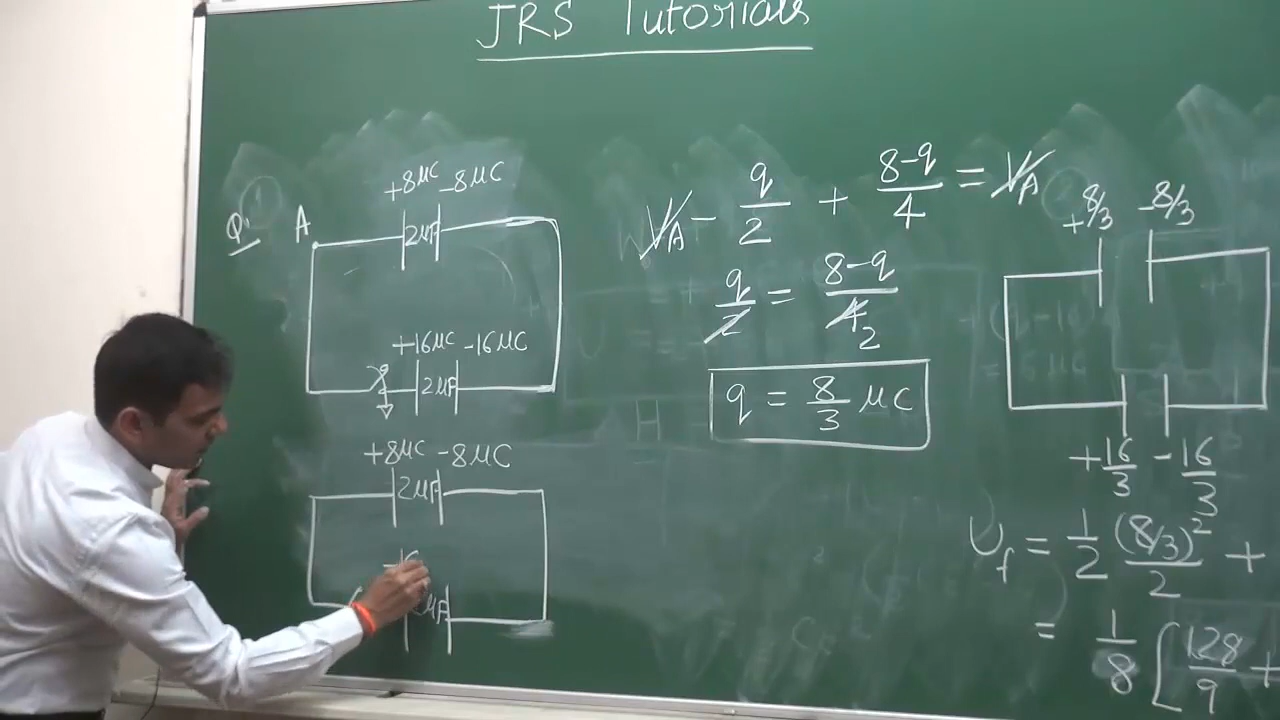 JRS Tutorials
Q.
A
+8μC -8μC
2μF
+16μC -16μC
2μF
+8μC -8μC
2μF
V_A - q/2 + (8-q)/4 = V_A
q/2 = (8-q)/4 2
q = 8/3 μC
+8/3 -8/3
+16/3 -16/3
U_f = 1/2 (8/3)²/2 +
= 1/8 [128/9 +